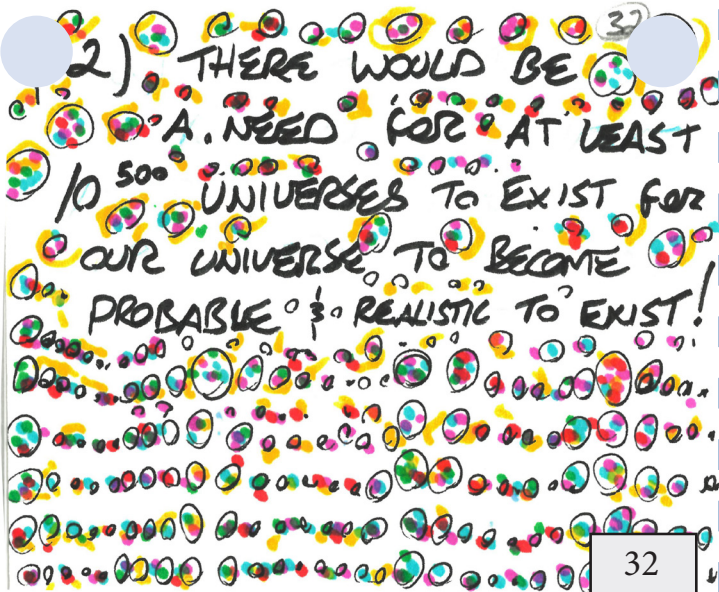 32
2) THERE WOULD BE
A NEED FOR AT LEAST
10^500 UNIVERSES TO EXIST FOR
OUR UNIVERSE TO BECOME
PROBABLE & REALISTIC TO EXIST!
32